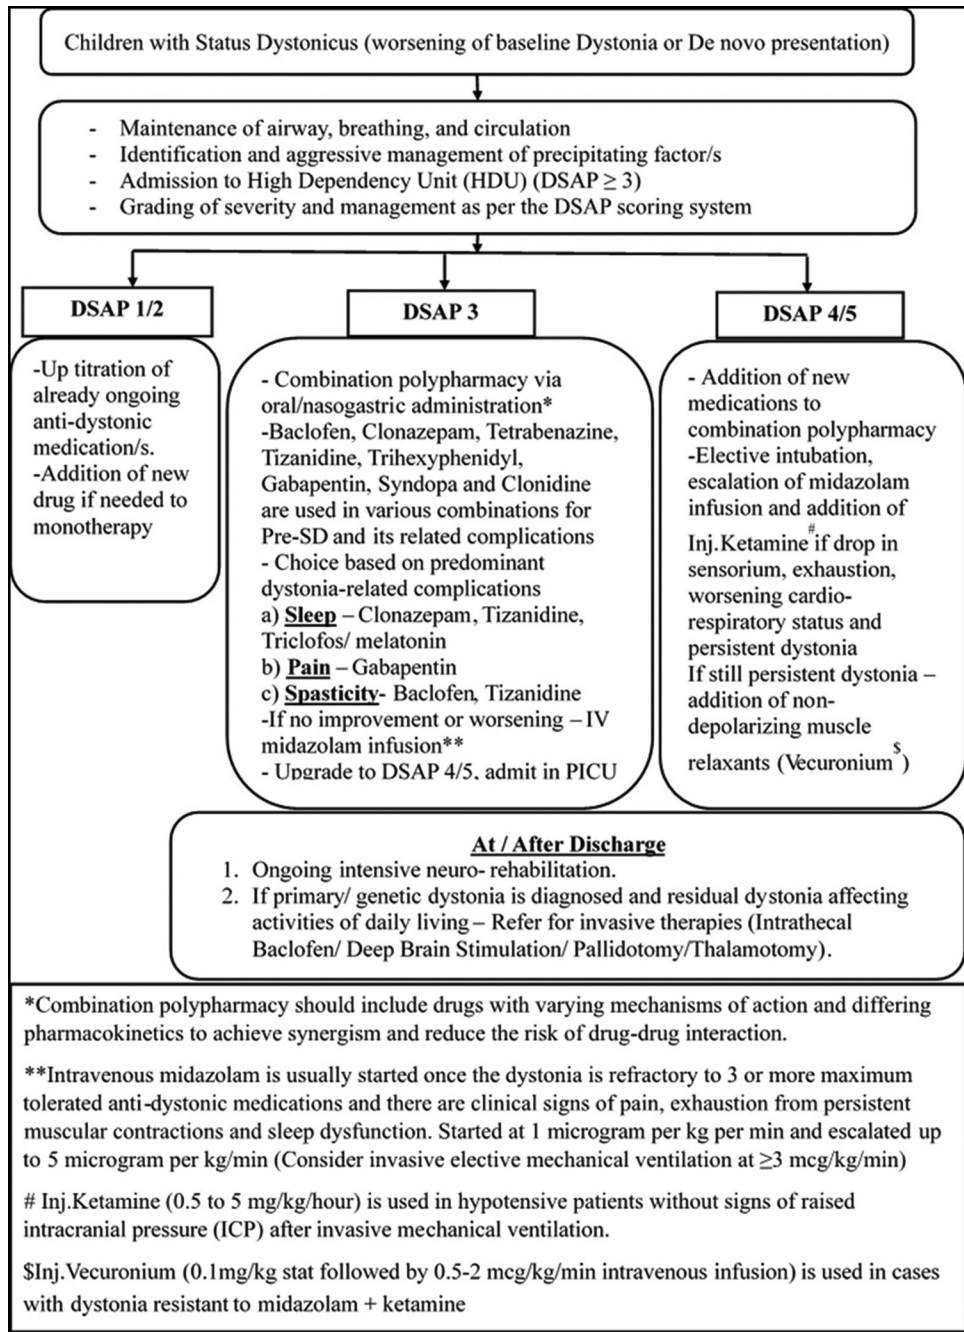 Children with Status Dystonicus (worsening of baseline Dystonia or De novo presentation)
- Maintenance of airway, breathing, and circulation
- Identification and aggressive management of precipitating factor/s
- Admission to High Dependency Unit (HDU) (DSAP ≥ 3)
- Grading of severity and management as per the DSAP scoring system
DSAP 1/2
-Up titration of
already ongoing
anti-dystonic
medication/s.
-Addition of new
drug if needed to
monotherapy
DSAP 3
- Combination polypharmacy via
oral/nasogastric administration*
-Baclofen, Clonazepam, Tetrabenazine,
Tizanidine, Trihexyphenidyl,
Gabapentin, Syndopa and Clonidine
are used in various combinations for
Pre-SD and its related complications
- Choice based on predominant
dystonia-related complications
a) Sleep – Clonazepam, Tizanidine,
Triclofos/ melatonin
b) Pain – Gabapentin
c) Spasticity- Baclofen, Tizanidine
-If no improvement or worsening – IV
midazolam infusion**
- Upgrade to DSAP 4/5, admit in PICU
DSAP 4/5
- Addition of new
medications to
combination polypharmacy
-Elective intubation,
escalation of midazolam
infusion and addition of
Inj.Ketamine# if drop in
sensorium, exhaustion,
worsening cardio-
respiratory status and
persistent dystonia
If still persistent dystonia –
addition of non-
depolarizing muscle
relaxants (Vecuronium$)
At / After Discharge
1. Ongoing intensive neuro- rehabilitation.
2. If primary/ genetic dystonia is diagnosed and residual dystonia affecting
activities of daily living – Refer for invasive therapies (Intrathecal
Baclofen/ Deep Brain Stimulation/ Pallidotomy/Thalamotomy).
*Combination polypharmacy should include drugs with varying mechanisms of action and differing
pharmacokinetics to achieve synergism and reduce the risk of drug-drug interaction.
**Intravenous midazolam is usually started once the dystonia is refractory to 3 or more maximum
tolerated anti-dystonic medications and there are clinical signs of pain, exhaustion from persistent
muscular contractions and sleep dysfunction. Started at 1 microgram per kg per min and escalated up
to 5 microgram per kg/min (Consider invasive elective mechanical ventilation at ≥3 mcg/kg/min)
# Inj.Ketamine (0.5 to 5 mg/kg/hour) is used in hypotensive patients without signs of raised
intracranial pressure (ICP) after invasive mechanical ventilation.
$Inj.Vecuronium (0.1mg/kg stat followed by 0.5-2 mcg/kg/min intravenous infusion) is used in cases
with dystonia resistant to midazolam + ketamine